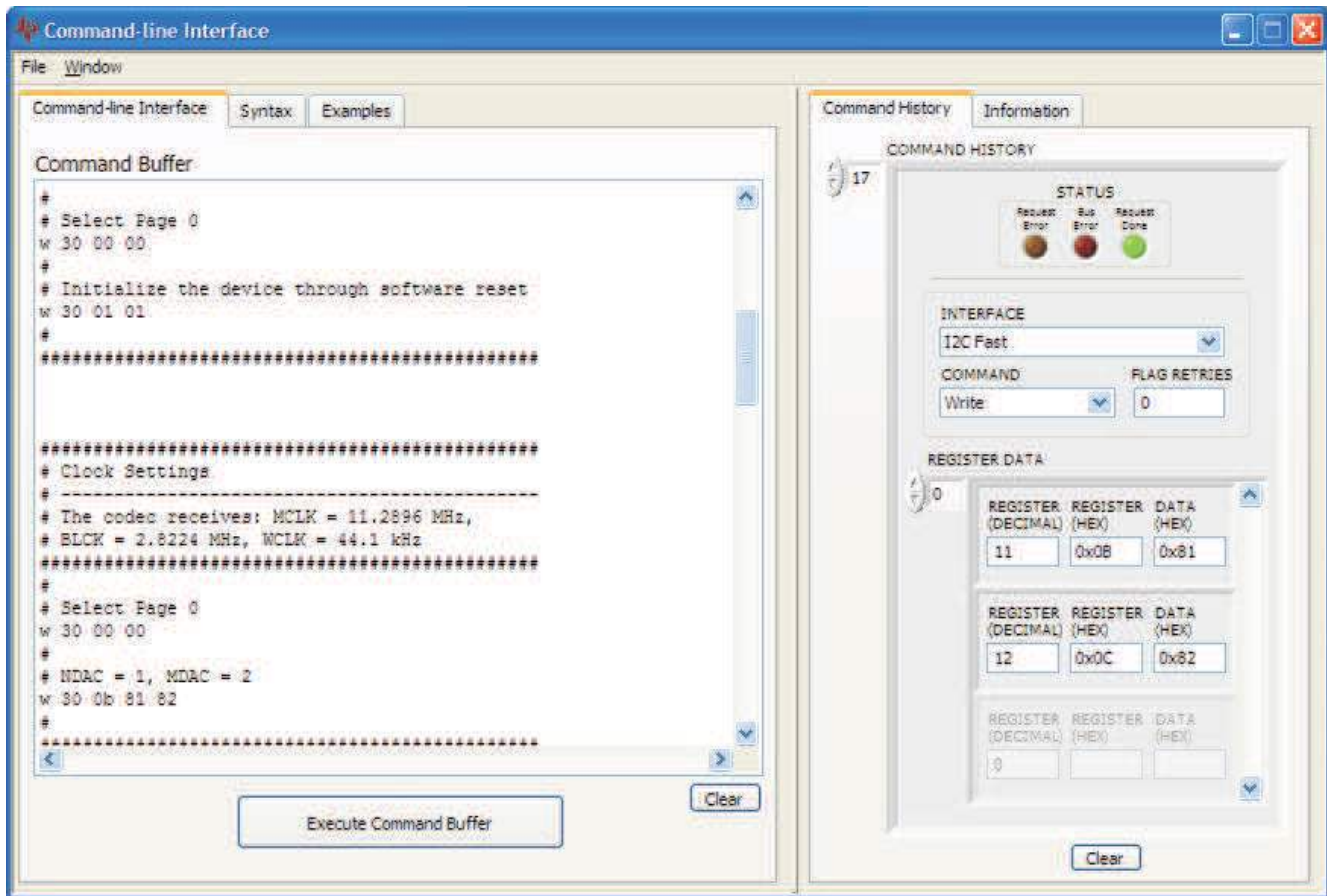 Command-line Interface
File Window
Command-line Interface Syntax Examples
Command Buffer
#
# Select Page 0
w 30 00 00
#
# Initialize the device through software reset
w 30 01 01
#
###############################################
###############################################
# Clock Settings
# ---------------------------------------------
# The codec receives: MCLK = 11.2896 MHz,
# BLCK = 2.8224 MHz, WCLK = 44.1 kHz
###############################################
#
# Select Page 0
w 30 00 00
#
# NDAC = 1, MDAC = 2
w 30 0b 81 82
#
###############################################
Clear
Execute Command Buffer
Command History Information
COMMAND HISTORY
17
STATUS
Request Bus Request
Error Error Done
INTERFACE
I2C Fast
COMMAND FLAG RETRIES
Write 0
REGISTER DATA
0
REGISTER REGISTER DATA
(DECIMAL) (HEX) (HEX)
11 0x0B 0x81
REGISTER REGISTER DATA
(DECIMAL) (HEX) (HEX)
12 0x0C 0x82
REGISTER REGISTER DATA
(DECIMAL) (HEX) (HEX)
0
Clear